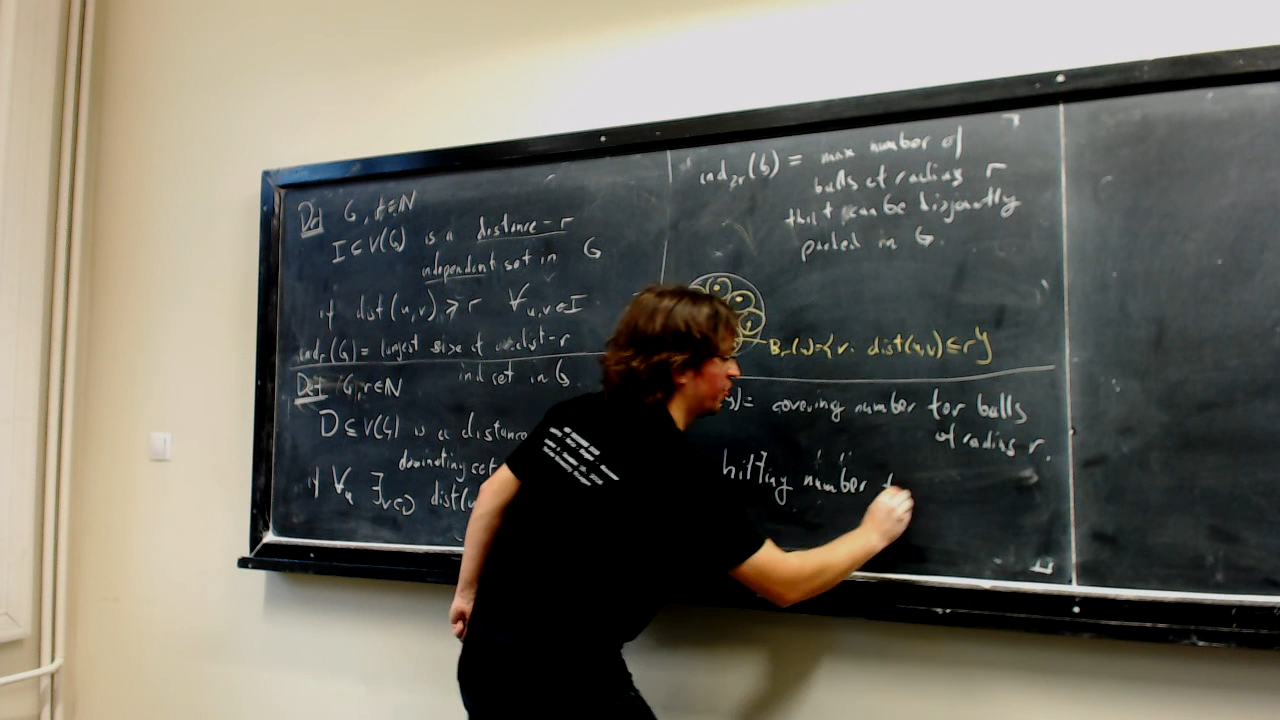 Def G, r∈ℕ
I ⊆ V(G) is a distance-r
independent set in G
if dist(u,v) > r ∀u,v∈I
ind_r(G) = largest size of a dist-r
ind set in G
Def G, r∈ℕ
D ⊆ V(G) is a distance
dominating set
if ∀u ∃v∈D dist(u
ind_2r(G) = max number of
balls of radius r
that can be disjointly
packed in G.
B_r(u)={v: dist(u,v)≤r}
)= covering number for balls
of radius r.
hitting number